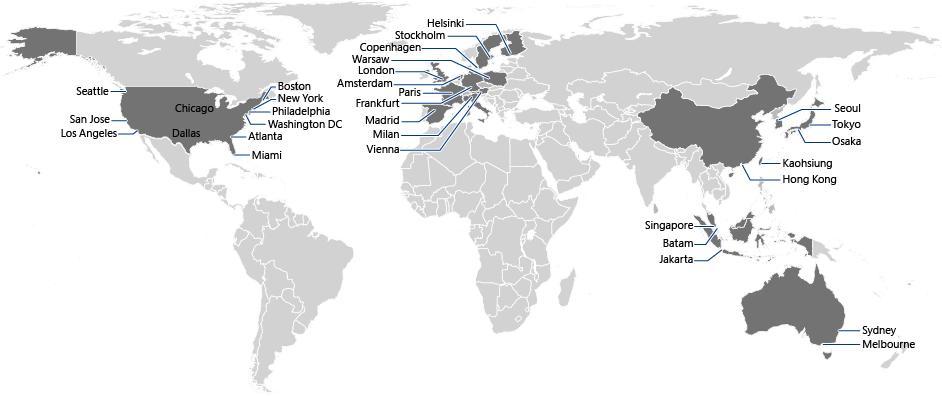 Seattle
San Jose
Los Angeles
Chicago
Dallas
Boston
New York
Philadelphia
Washington DC
Atlanta
Miami
Helsinki
Stockholm
Copenhagen
Warsaw
London
Amsterdam
Paris
Frankfurt
Madrid
Milan
Vienna
Seoul
Tokyo
Osaka
Kaohsiung
Hong Kong
Singapore
Batam
Jakarta
Sydney
Melbourne